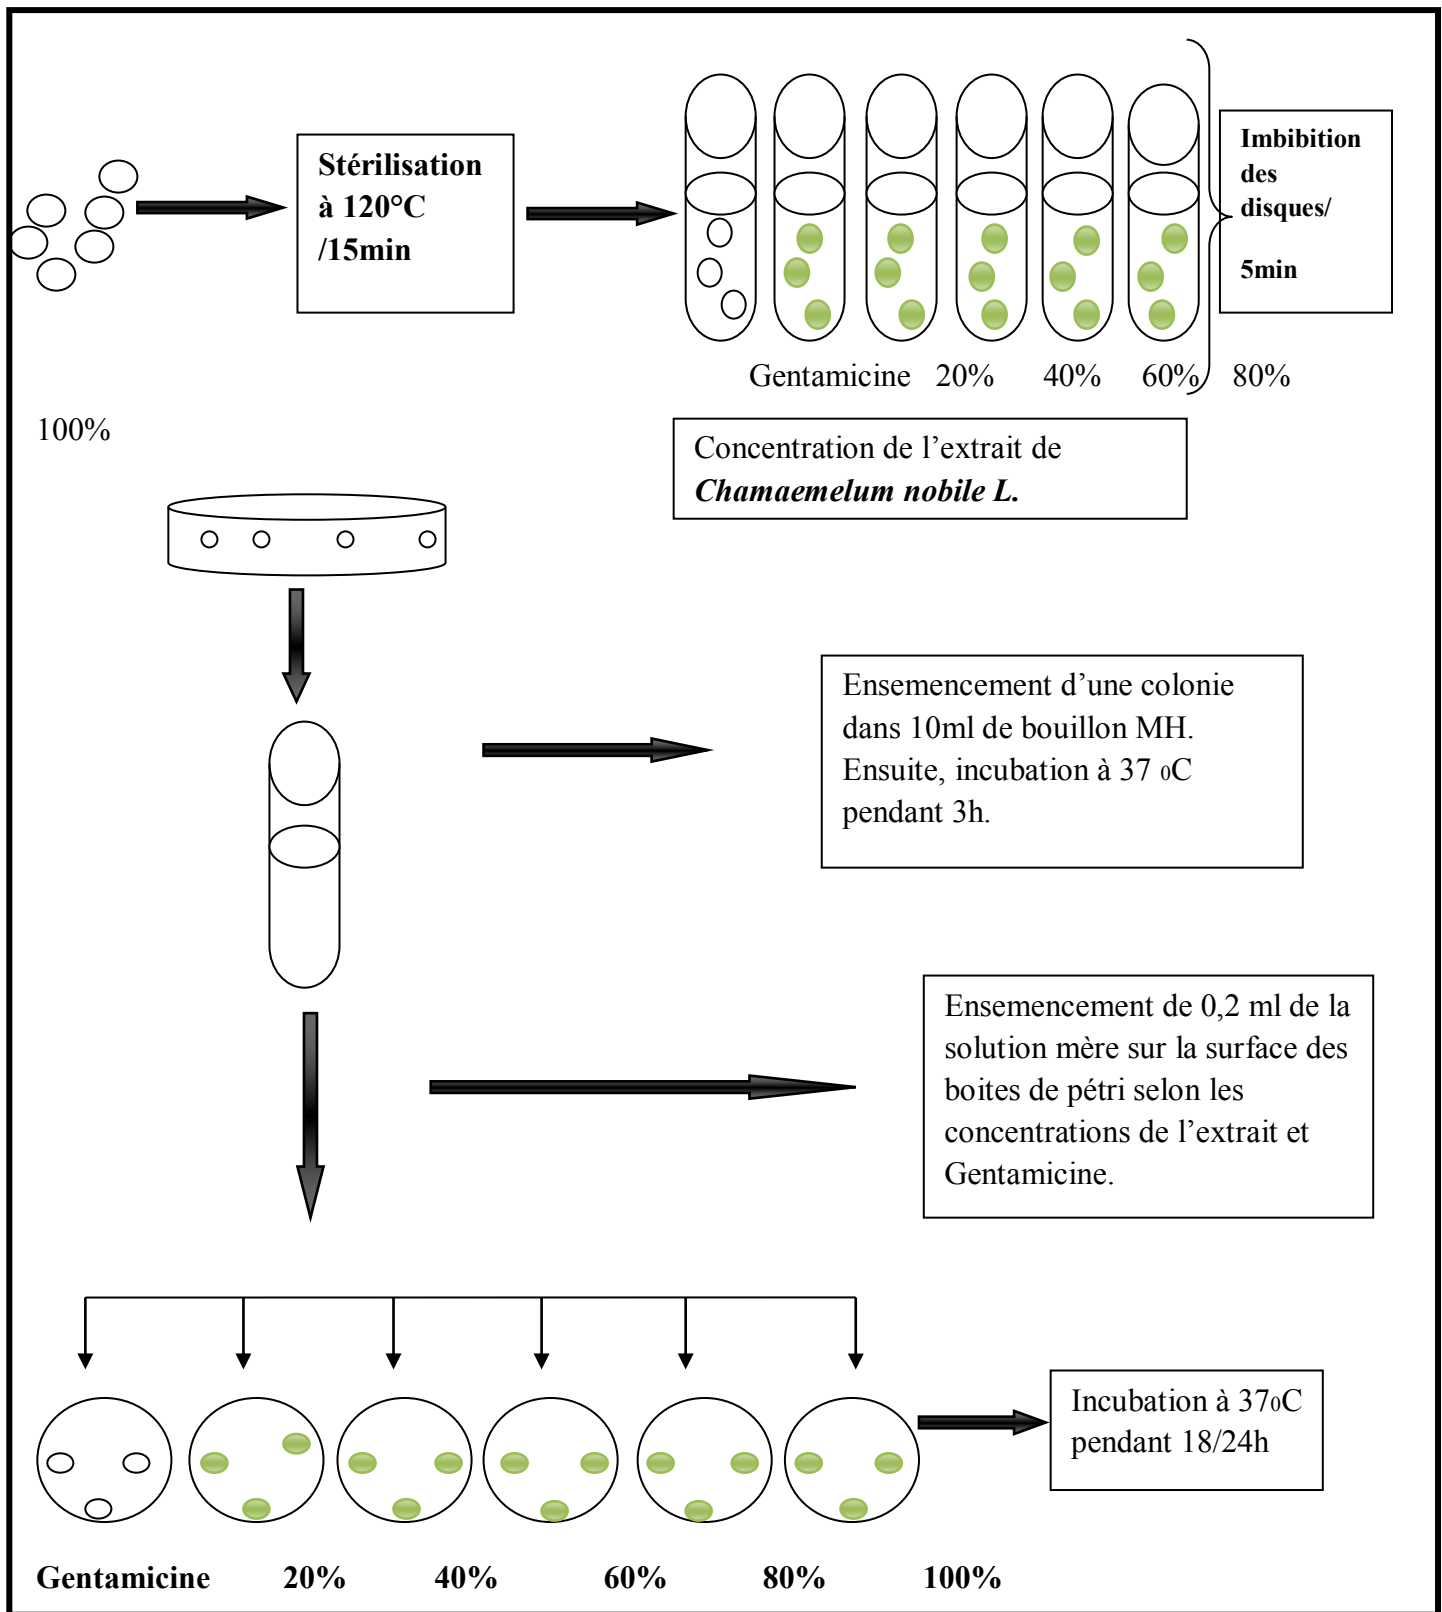 Stérilisation
à 120°C
/15min
Imbibition
des
disques/
5min
Gentamicine 20% 40% 60% 80%
100%
Concentration de l’extrait de
Chamaemelum nobile L.
Ensemencement d’une colonie
dans 10ml de bouillon MH.
Ensuite, incubation à 37 ₀C
pendant 3h.
Ensemencement de 0,2 ml de la
solution mère sur la surface des
boites de pétri selon les
concentrations de l’extrait et
Gentamicine.
Incubation à 37₀C
pendant 18/24h
Gentamicine 20% 40% 60% 80% 100%